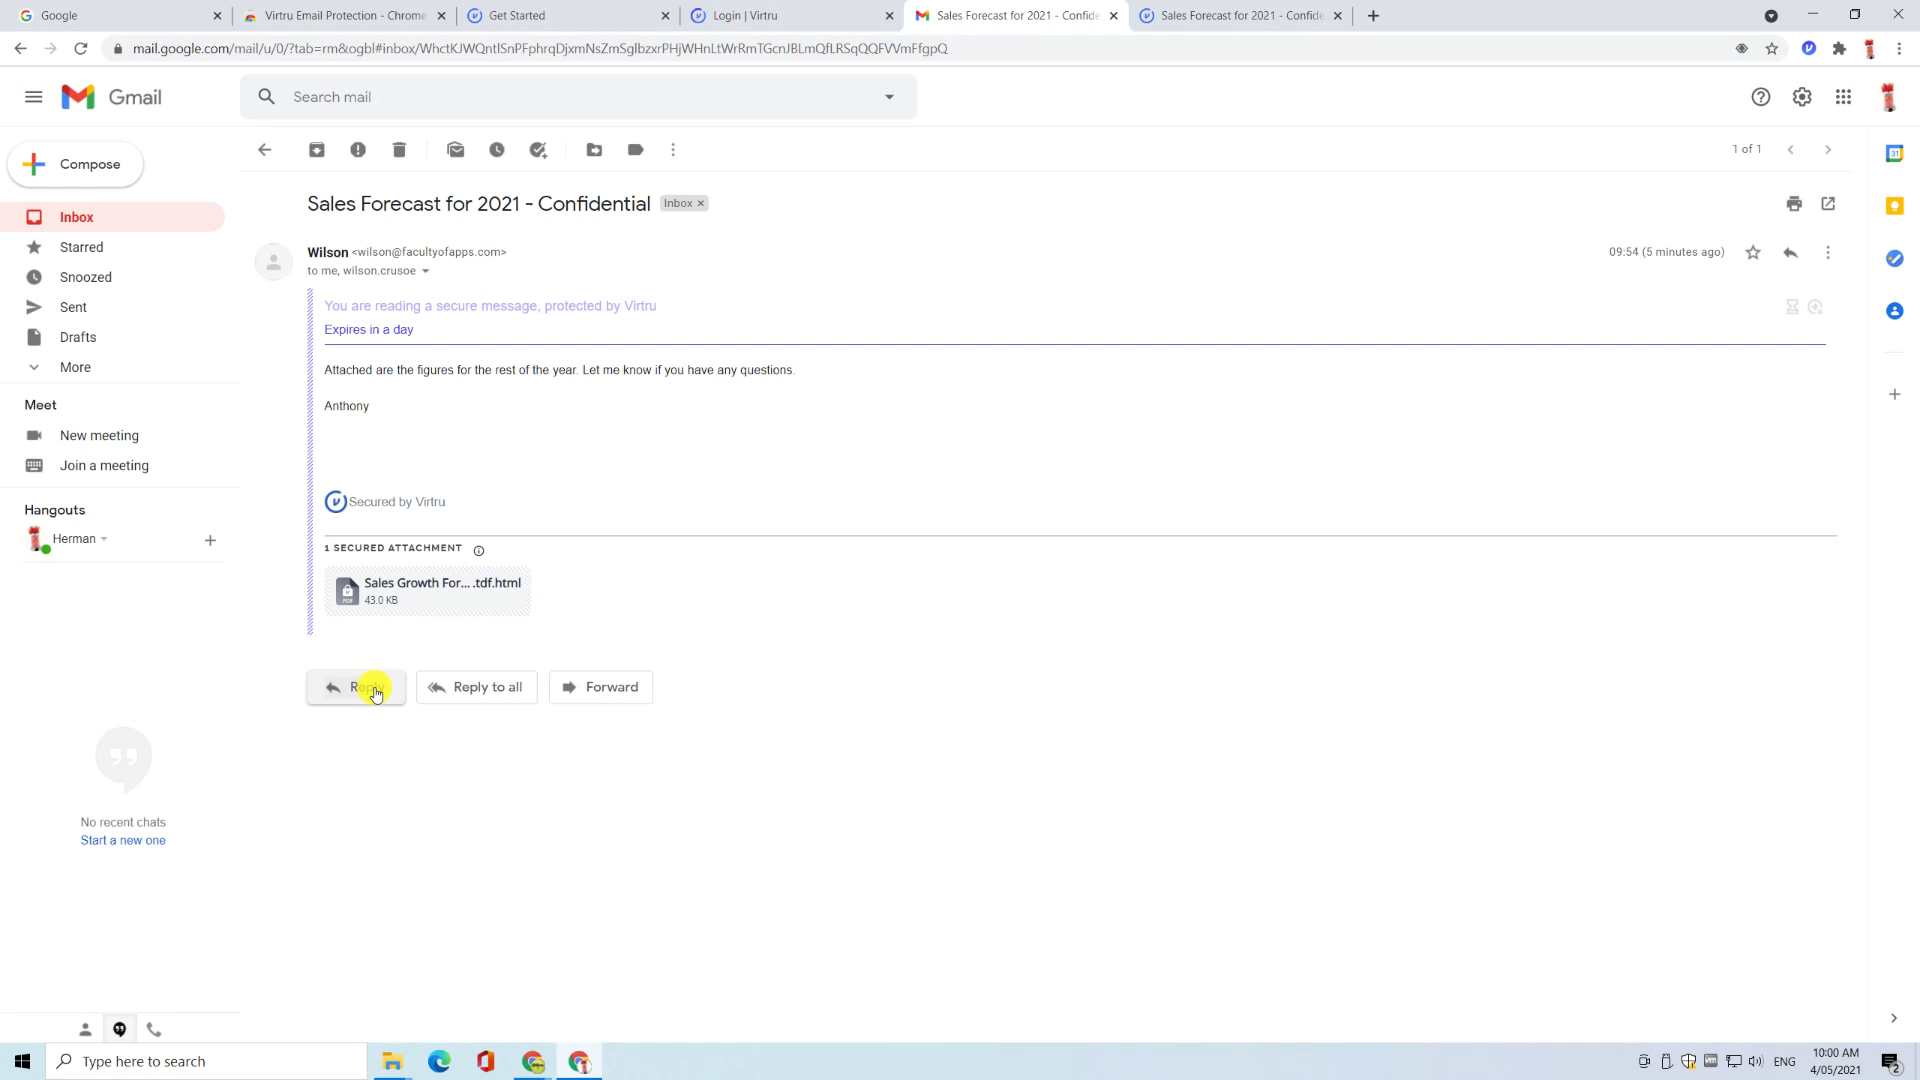 Google
Virtru Email Protection - Chrome
Get Started
Login | Virtru
Sales Forecast for 2021 - Confide
Sales Forecast for 2021 - Confide
mail.google.com/mail/u/0/?tab=rm&ogbl#inbox/WhctKJWQntlSnPFphrqDjxmNsZmSglbzxrPHjWHnLtWrRmTGcnJBLmQfLRSqQQFVVmFfgpQ
Gmail
Search mail
Compose
1 of 1
Sales Forecast for 2021 - Confidential
Inbox ×
Inbox
Starred
Snoozed
Sent
Drafts
More
Wilson <wilson@facultyofapps.com>
09:54 (5 minutes ago)
to me, wilson.crusoe
You are reading a secure message, protected by Virtru
Expires in a day
Attached are the figures for the rest of the year. Let me know if you have any questions.
Anthony
Meet
New meeting
Join a meeting
Secured by Virtru
Hangouts
Herman
1 SECURED ATTACHMENT
Sales Growth For... .tdf.html
PDF
43.0 KB
Reply
Reply to all
Forward
No recent chats
Start a new one
31
Type here to search
ENG
10:00 AM
4/05/2021
2